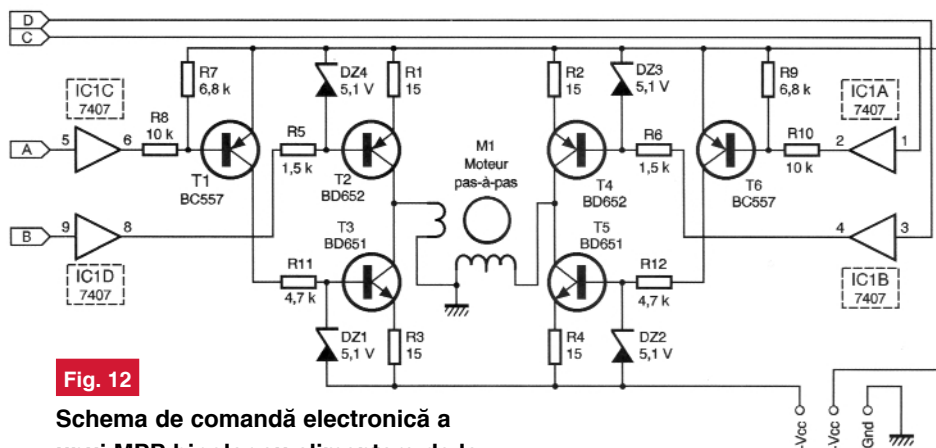 D
C
R7
6,8 k
DZ4
5,1 V
R1
15
R2
15
DZ3
5,1 V
R9
6,8 k
IC1C
7407
IC1A
7407
R8
10 k
R5
R6
R10
M1
Moteur
pas-à-pas
A
5
6
2
1
1,5 k
1,5 k
10 k
T1
BC557
T2
BD652
T4
BD652
T6
BC557
B
9
8
T3
BD651
T5
BD651
4
3
IC1D
7407
R11
4,7 k
R12
4,7 k
IC1B
7407
DZ1
5,1 V
R3
15
R4
15
DZ2
5,1 V
Fig. 12
Schema de comandă electronică a
-Vcc
Gnd